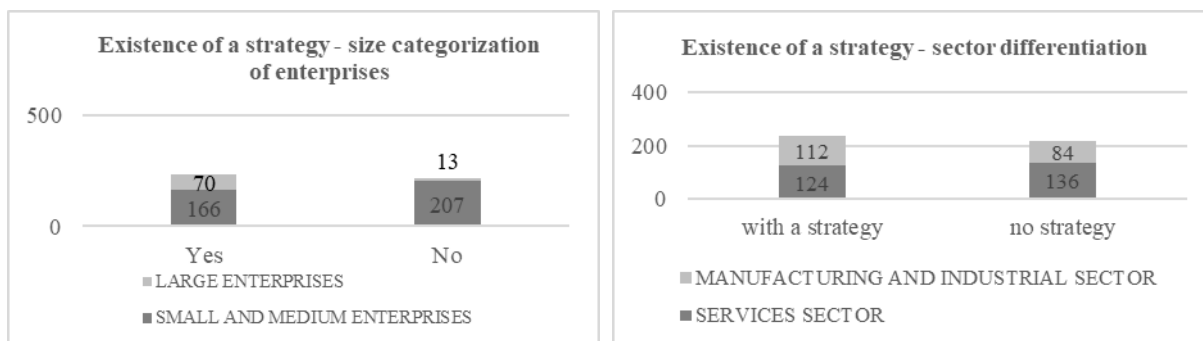 Existence of a strategy - size categorization
of enterprises
500
0
70
166
13
207
Yes
No
LARGE ENTERPRISES
SMALL AND MEDIUM ENTERPRISES
Existence of a strategy - sector differentiation
400
200
0
112
124
84
136
with a strategy
no strategy
MANUFACTURING AND INDUSTRIAL SECTOR
SERVICES SECTOR